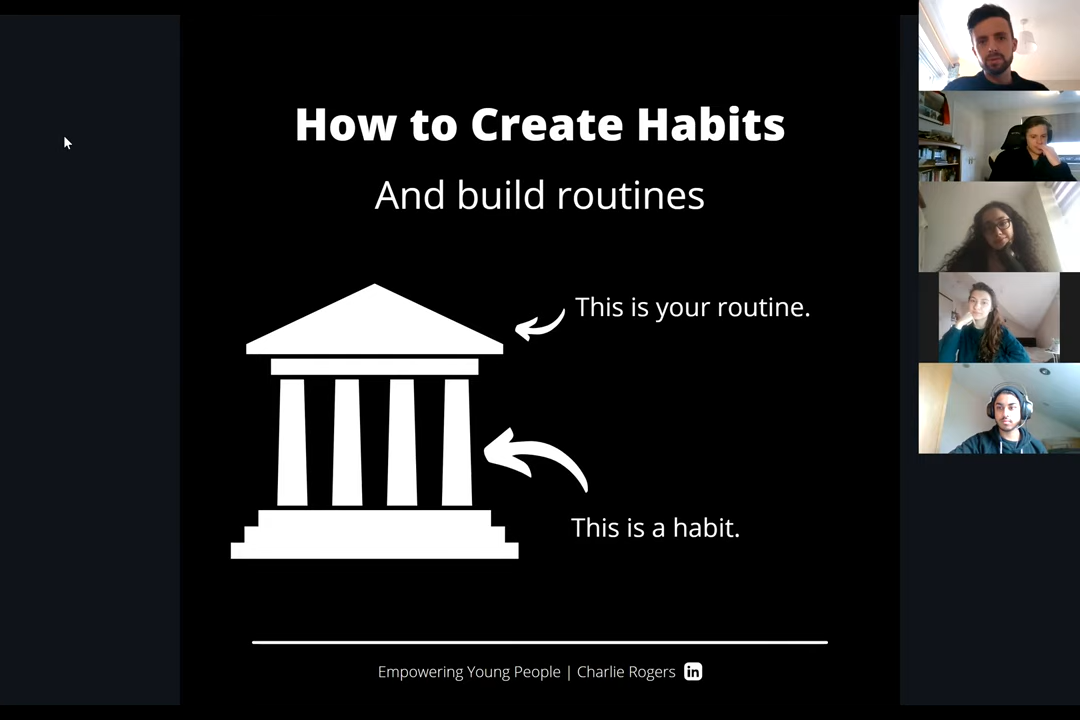 How to Create Habits
And build routines
This is your routine.
This is a habit.
Empowering Young People | Charlie Rogers in